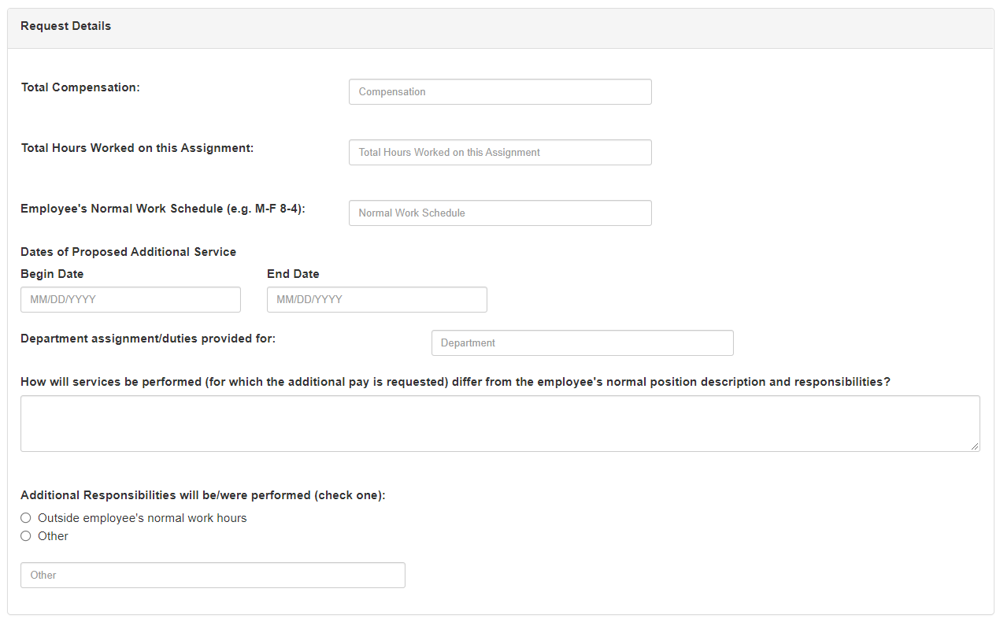 Request Details
Total Compensation:
Compensation
Total Hours Worked on this Assignment:
Total Hours Worked on this Assignment
Employee's Normal Work Schedule (e.g. M-F 8-4):
Normal Work Schedule
Dates of Proposed Additional Service
Begin Date
End Date
MM/DD/YYYY
MM/DD/YYYY
Department assignment/duties provided for:
Department
How will services be performed (for which the additional pay is requested) differ from the employee's normal position description and responsibilities?
Additional Responsibilities will be/were performed (check one):
Outside employee's normal work hours
Other
Other